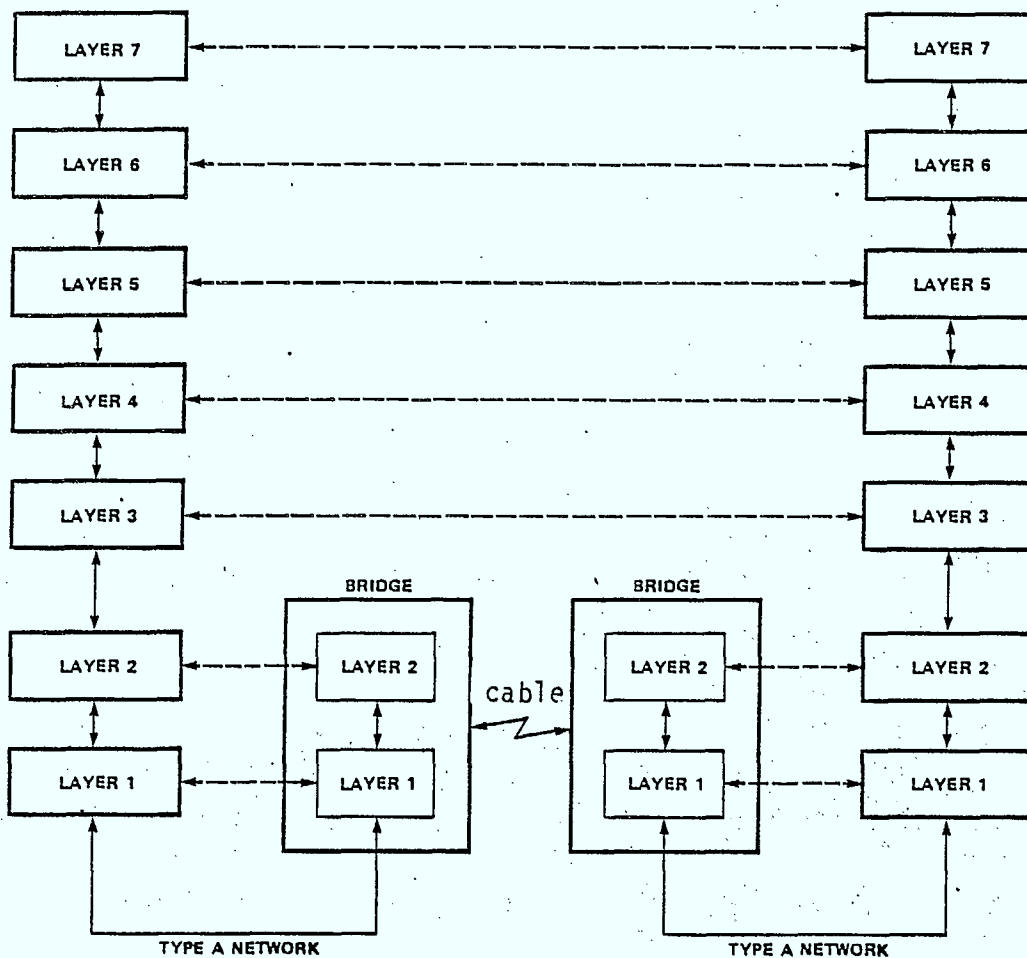 LAYER 7
LAYER 7
LAYER 6
LAYER 6
LAYER 5
LAYER 5
LAYER 4
LAYER 4
LAYER 3
LAYER 3
BRIDGE
BRIDGE
LAYER 2
LAYER 2
LAYER 2
LAYER 2
cable
LAYER 1
LAYER 1
LAYER 1
LAYER 1
TYPE A NETWORK
TYPE A NETWORK